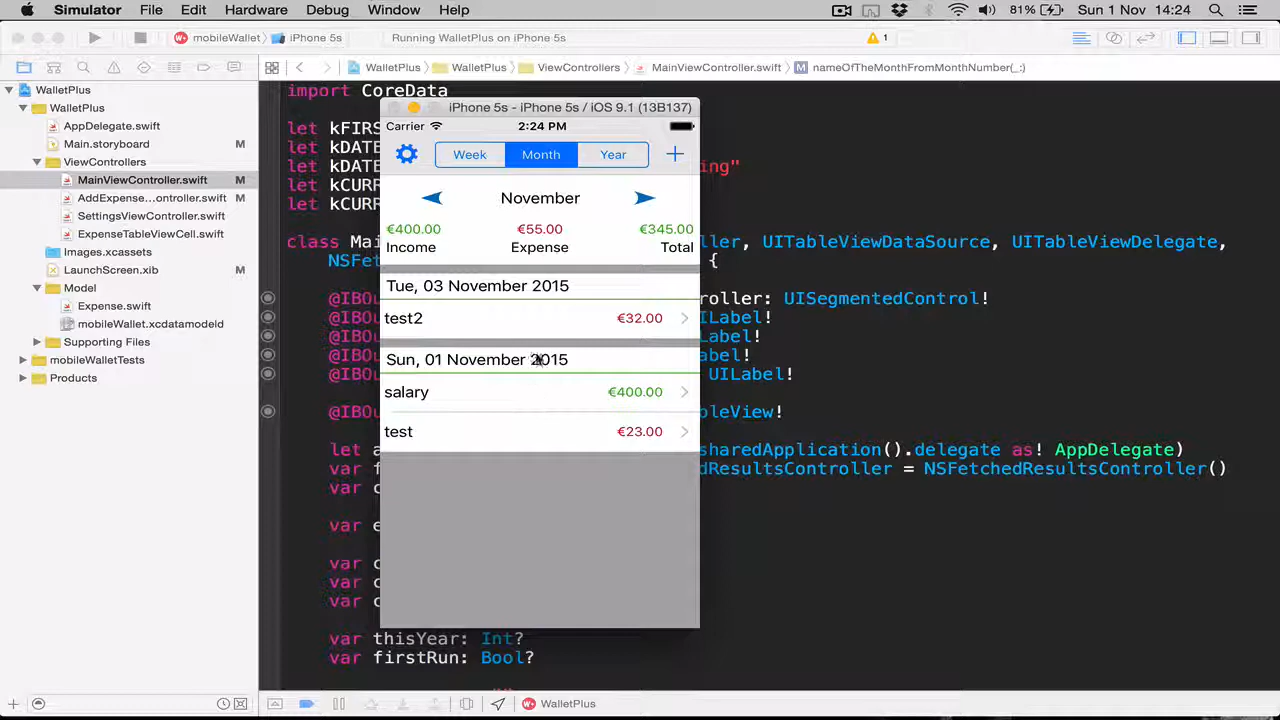 Simulator File Edit Hardware Debug Window Help 81% Sun 1 Nov 14:24
mobileWallet iPhone 5s Running WalletPlus on iPhone 5s 1
WalletPlus WalletPlus ViewControllers MainViewController.swift M nameOfTheMonthFromMonthNumber(_:)
WalletPlus
WalletPlus
AppDelegate.swift
Main.storyboard M
ViewControllers
MainViewController.swift M
AddExpense...ontroller.swift M
SettingsViewController.swift
ExpenseTableViewCell.swift
Images.xcassets
LaunchScreen.xib M
Model
Expense.swift
mobileWallet.xcdatamodeld
Supporting Files
mobileWalletTests
Products
iPhone 5s - iPhone 5s / iOS 9.1 (13B137)
Carrier 2:24 PM
Week Month Year +
November
€400.00 €55.00 €345.00
Income Expense Total
Tue, 03 November 2015
test2 €32.00
Sun, 01 November 2015
salary €400.00
test €23.00
import CoreData
let kFIRS
let kDATE
let kDATE ing"
let kCURR
let kCURR
class Mai ller, UITableViewDataSource, UITableViewDelegate,
NSFet {
@IBOu roller: UISegmentedControl!
@IBOu ILabel!
@IBOu label!
@IBOu label!
@IBOu UILabel!
@IBOu bleView!
let a sharedApplication().delegate as! AppDelegate)
var f edResultsController = NSFetchedResultsController()
var c
var e
var c
var c
var c
var thisYear: Int?
var firstRun: Bool?
WalletPlus